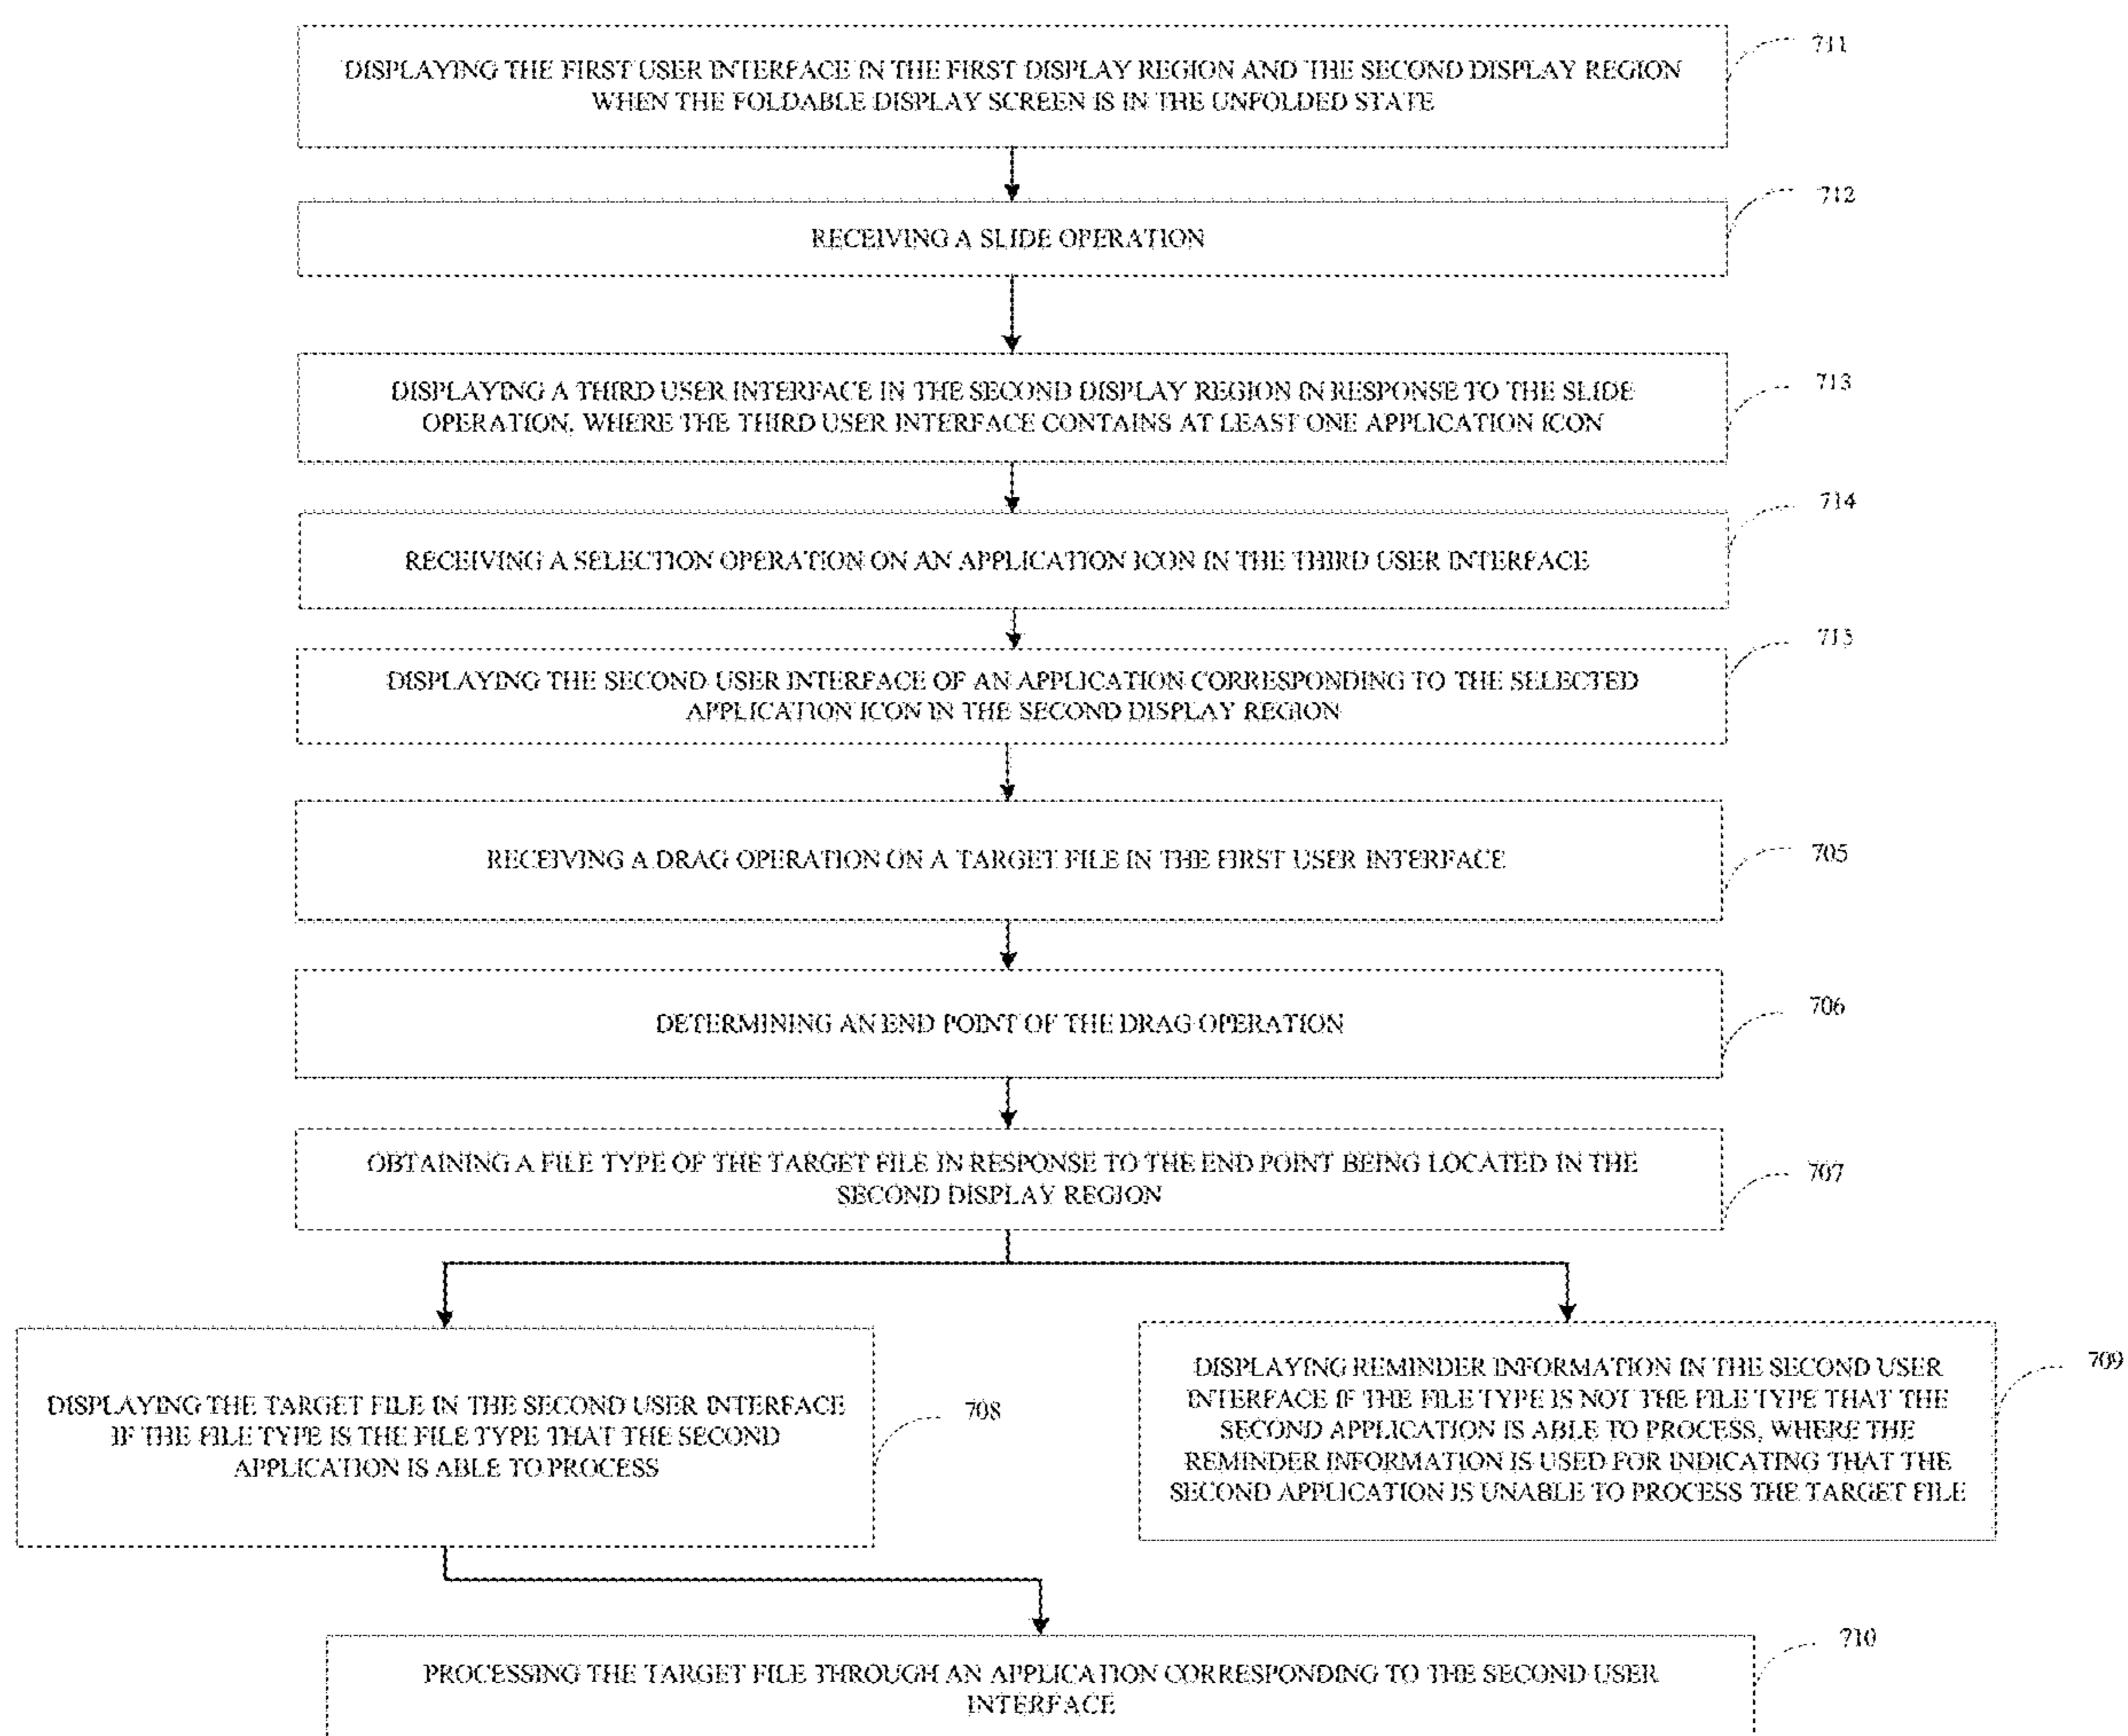 DISPLAYING THE FIRST USER INTERFACE IN THE FIRST DISPLAY REGION AND THE SECOND DISPLAY REGION
WHEN THE FOLDABLE DISPLAY SCREEN IS IN THE UNFOLDED STATE
711
RECEIVING A SLIDE OPERATION
712
DISPLAYING A THIRD USER INTERFACE IN THE SECOND DISPLAY REGION IN RESPONSE TO THE SLIDE
OPERATION, WHERE THE THIRD USER INTERFACE CONTAINS AT LEAST ONE APPLICATION ICON
713
RECEIVING A SELECTION OPERATION ON AN APPLICATION ICON IN THE THIRD USER INTERFACE
714
DISPLAYING THE SECOND USER INTERFACE OF AN APPLICATION CORRESPONDING TO THE SELECTED
APPLICATION ICON IN THE SECOND DISPLAY REGION
715
RECEIVING A DRAG OPERATION ON A TARGET FILE IN THE FIRST USER INTERFACE
705
DETERMINING AN END POINT OF THE DRAG OPERATION
706
OBTAINING A FILE TYPE OF THE TARGET FILE IN RESPONSE TO THE END POINT BEING LOCATED IN THE
SECOND DISPLAY REGION
707
DISPLAYING THE TARGET FILE IN THE SECOND USER INTERFACE
IF THE FILE TYPE IS THE FILE TYPE THAT THE SECOND
APPLICATION IS ABLE TO PROCESS
708
DISPLAYING REMINDER INFORMATION IN THE SECOND USER
INTERFACE IF THE FILE TYPE IS NOT THE FILE TYPE THAT THE
SECOND APPLICATION IS ABLE TO PROCESS, WHERE THE
REMINDER INFORMATION IS USED FOR INDICATING THAT THE
SECOND APPLICATION IS UNABLE TO PROCESS THE TARGET FILE
709
PROCESSING THE TARGET FILE THROUGH AN APPLICATION CORRESPONDING TO THE SECOND USER
INTERFACE
710